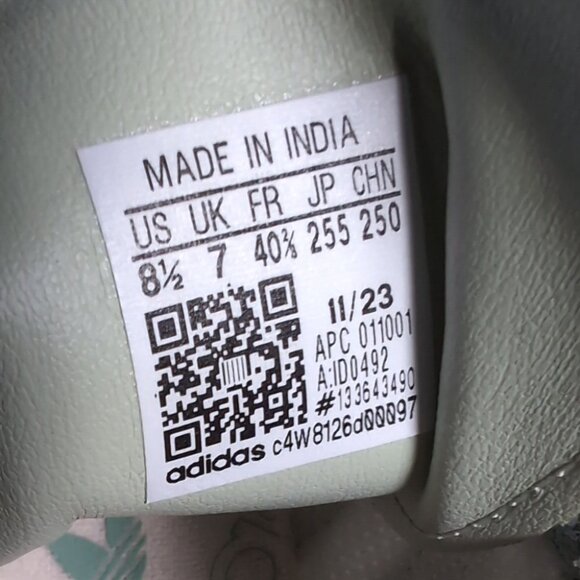 MADE IN INDIA
US UK FR JP CHN
8½ 7 40⅔ 255 250
11/23
APC 011001
A:ID0492
#133643490
adidas c4W8126d00097